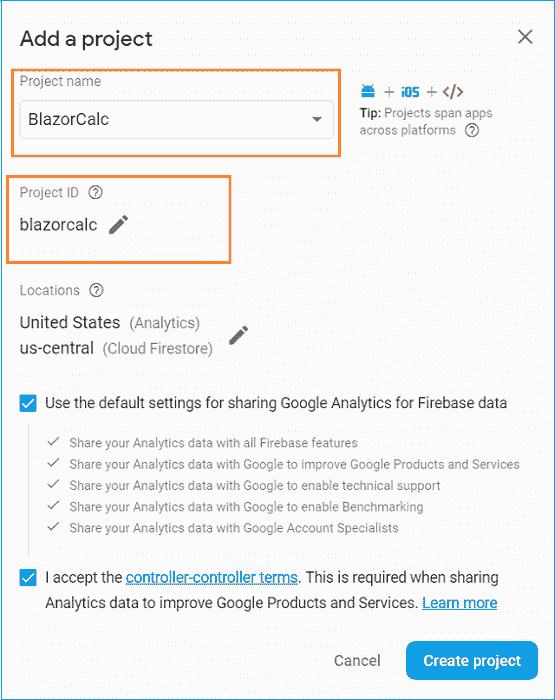 Add a project
Project name
BlazorCalc
+ iOS + </>
Tip: Projects span apps
across platforms ?
Project ID ?
blazorcalc
Locations ?
United States (Analytics)
us-central (Cloud Firestore)
Use the default settings for sharing Google Analytics for Firebase data
Share your Analytics data with all Firebase features
Share your Analytics data with Google to improve Google Products and Services
Share your Analytics data with Google to enable technical support
Share your Analytics data with Google to enable Benchmarking
Share your Analytics data with Google Account Specialists
I accept the controller-controller terms. This is required when sharing
Analytics data to improve Google Products and Services. Learn more
Cancel Create project